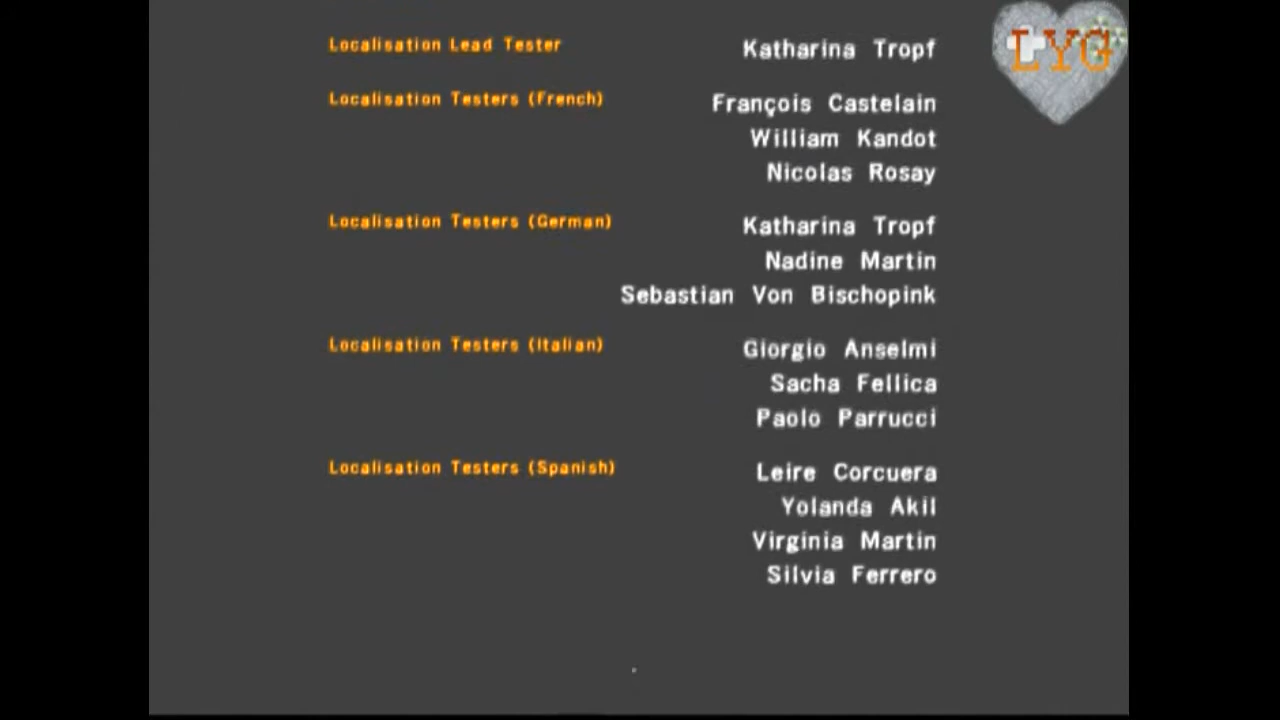 Localisation Lead Tester Katharina Tropf
Localisation Testers (French) François Castelain
William Kandot
Nicolas Rosay
Localisation Testers (German) Katharina Tropf
Nadine Martin
Sebastian Von Bischopink
Localisation Testers (Italian) Giorgio Anselmi
Sacha Fellica
Paolo Parrucci
Localisation Testers (Spanish) Leire Corcuera
Yolanda Akil
Virginia Martin
Silvia Ferrero
LYG